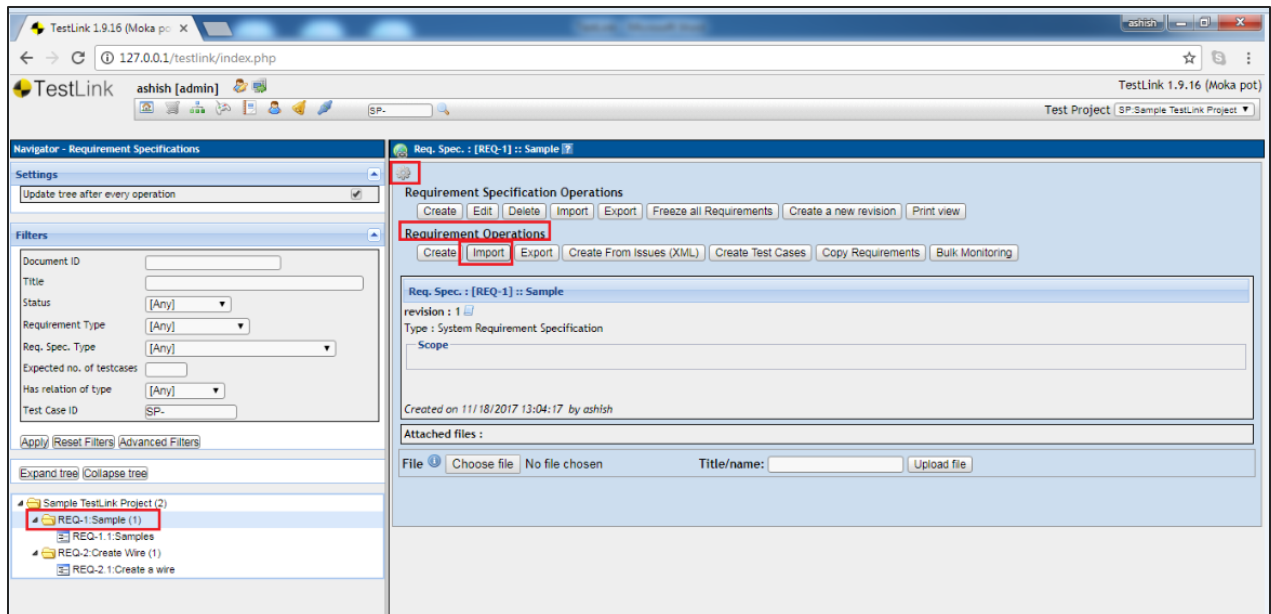 TestLink 1.9.16 (Moka po
ashish
127.0.0.1/testlink/index.php
TestLink ashish [admin] TestLink 1.9.16 (Moka pot)
SP- Test Project SP:Sample TestLink Project
Navigator - Requirement Specifications
Settings
Update tree after every operation
Filters
Document ID
Title
Status [Any]
Requirement Type [Any]
Req. Spec. Type [Any]
Expected no. of testcases
Has relation of type [Any]
Test Case ID SP-
Apply Reset Filters Advanced Filters
Expand tree Collapse tree
Sample TestLink Project (2)
REQ-1:Sample (1)
REQ-1.1:Samples
REQ-2:Create Wire (1)
REQ-2.1:Create a wire
Req. Spec. : [REQ-1] :: Sample ?
Requirement Specification Operations
Create Edit Delete Import Export Freeze all Requirements Create a new revision Print view
Requirement Operations
Create Import Export Create From Issues (XML) Create Test Cases Copy Requirements Bulk Monitoring
Req. Spec. : [REQ-1] :: Sample
revision : 1
Type : System Requirement Specification
Scope
Created on 11/18/2017 13:04:17 by ashish
Attached files :
File Choose file No file chosen Title/name: Upload file